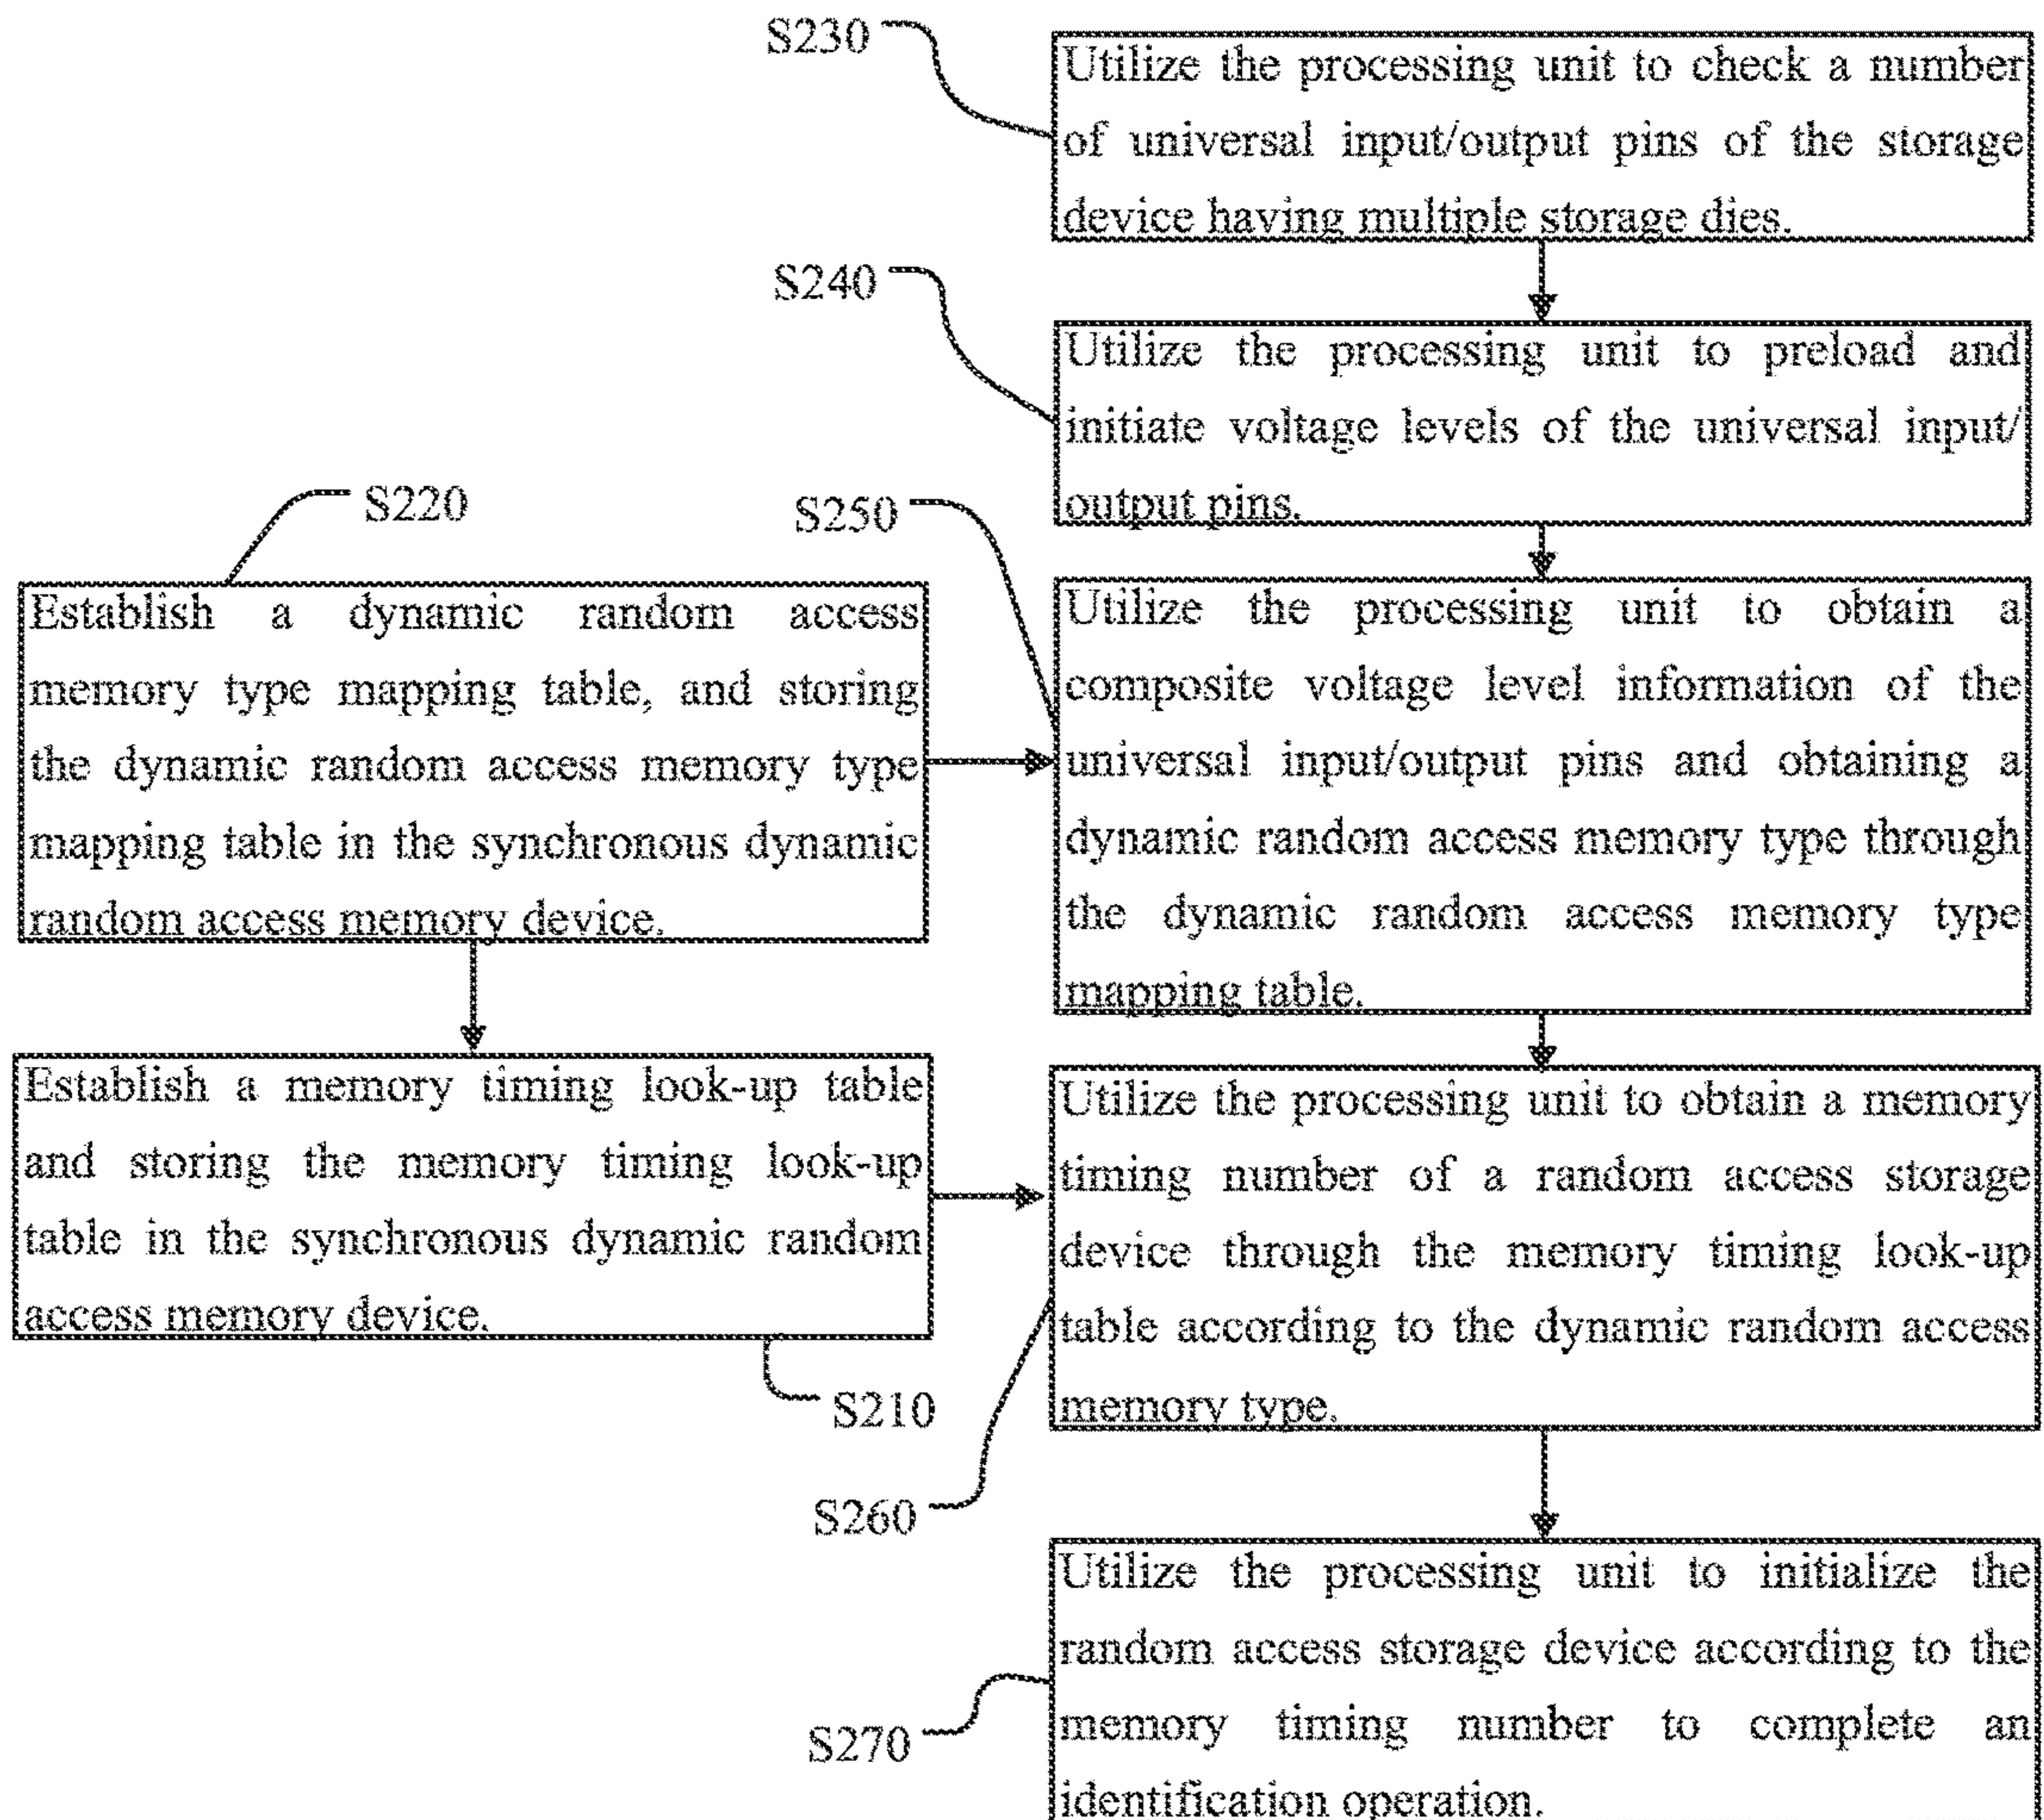 S230
Utilize the processing unit to check a number
of universal input/output pins of the storage
device having multiple storage dies.
S240
Utilize the processing unit to preload and
initiate voltage levels of the universal input/
output pins.
S220
Establish a dynamic random access
memory type mapping table, and storing
the dynamic random access memory type
mapping table in the synchronous dynamic
random access memory device.
S250
Utilize the processing unit to obtain a
composite voltage level information of the
universal input/output pins and obtaining a
dynamic random access memory type through
the dynamic random access memory type
mapping table.
Establish a memory timing look-up table
and storing the memory timing look-up
table in the synchronous dynamic random
access memory device.
S210
Utilize the processing unit to obtain a memory
timing number of a random access storage
device through the memory timing look-up
table according to the dynamic random access
memory type.
S260
Utilize the processing unit to initialize the
random access storage device according to the
memory timing number to complete an
identification operation.
S270